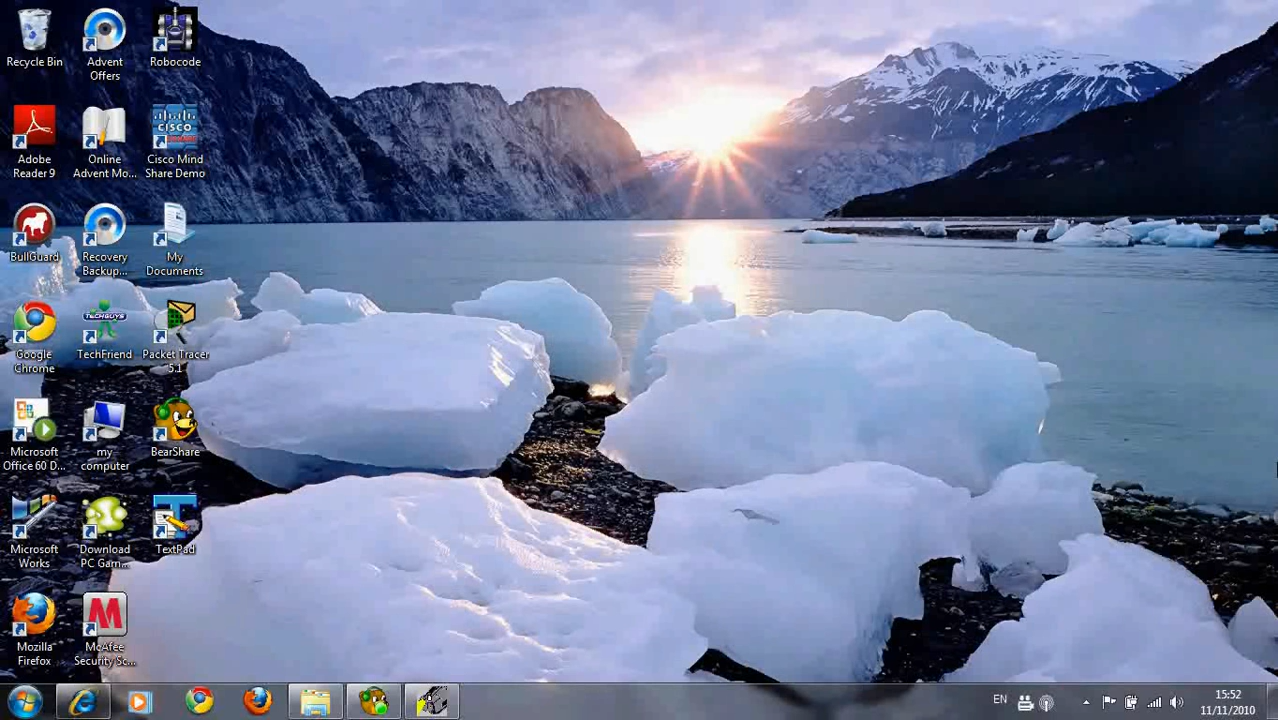 Recycle Bin
Advent
Offers
Robocode
Adobe
Reader 9
Online
Advent Mo...
CISCO
Cisco Mind
Share Demo
BullGuard
Recovery
Backup...
My
Documents
Google
Chrome
TECHGUYS
TechFriend
Packet Tracer
5.1
Microsoft
Office 60 D...
my
computer
BearShare
Microsoft
Works
Download
PC Gam...
TextPad
Mozilla
Firefox
McAfee
Security Sc...
EN
15:52
11/11/2010